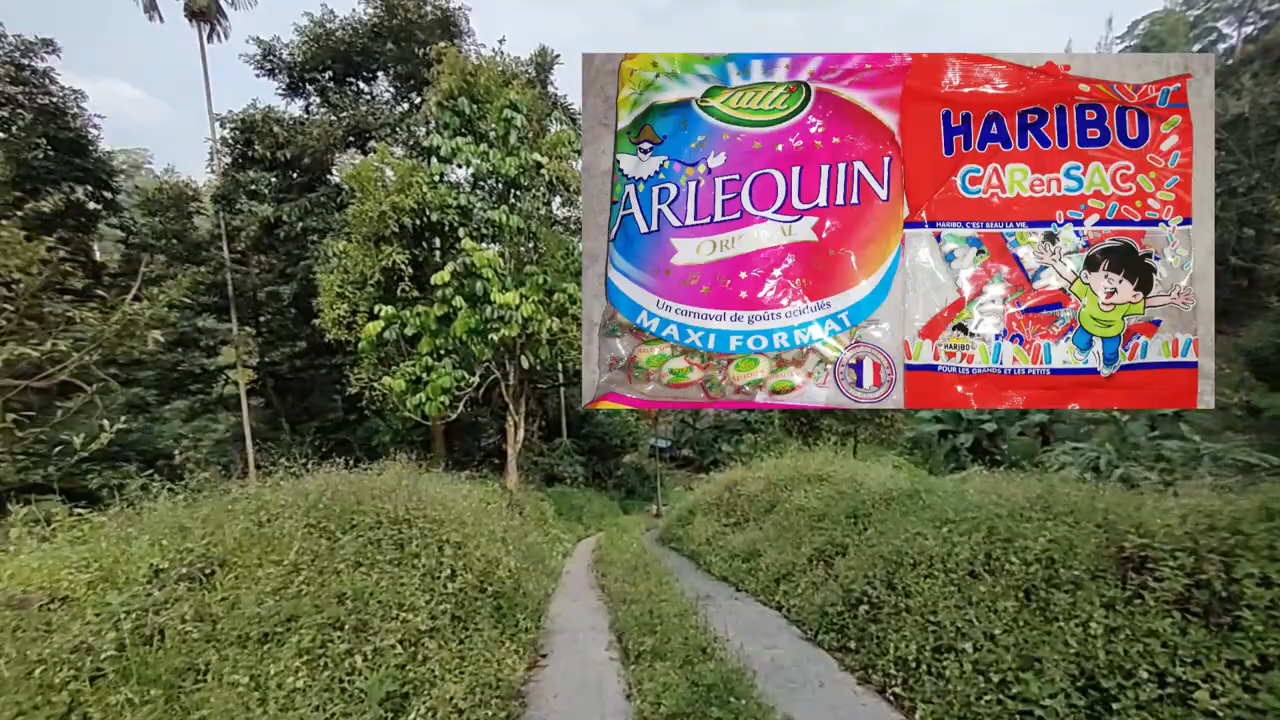 Lutti
ARLEQUIN
ORIGINAL
Un carnaval de goûts acidulés
MAXI FORMAT
HARIBO
CARenSAC
HARIBO, C'EST BEAU LA VIE,
HARIBO
POUR LES GRANDS ET LES PETITS